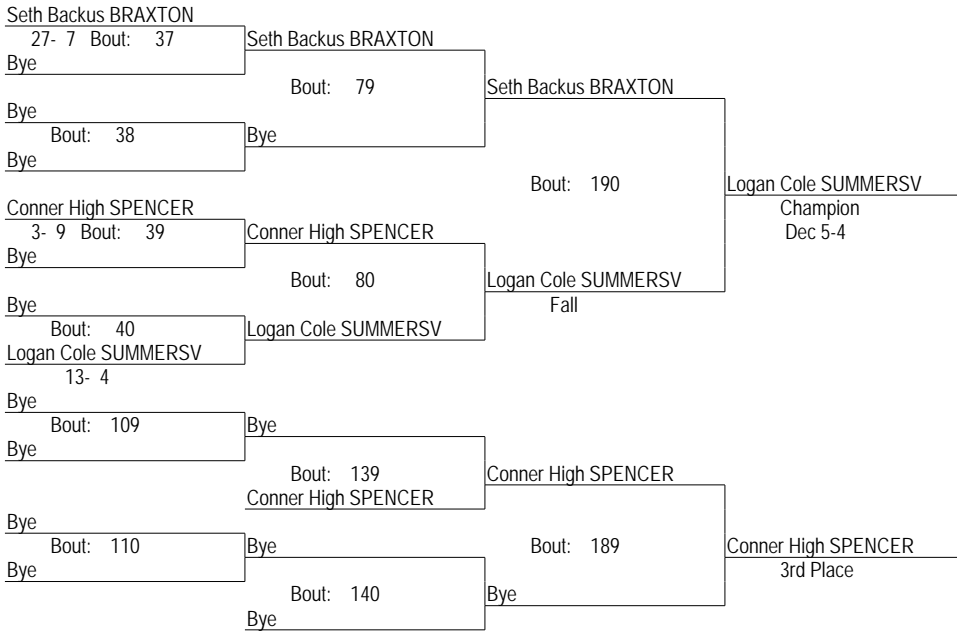 Seth Backus BRAXTON
27- 7 Bout: 37
Seth Backus BRAXTON
Bye
Bout: 79
Seth Backus BRAXTON
Bye
Bout: 38
Bye
Bye
Bout: 190
Logan Cole SUMMERSV
Conner High SPENCER
Champion
3- 9 Bout: 39
Conner High SPENCER
Dec 5-4
Bye
Bout: 80
Logan Cole SUMMERSV
Bye
Fall
Bout: 40
Logan Cole SUMMERSV
Logan Cole SUMMERSV
13- 4
Bye
Bout: 109
Bye
Bye
Bout: 139
Conner High SPENCER
Conner High SPENCER
Bye
Bout: 110
Bye
Bout: 189
Conner High SPENCER
Bye
3rd Place
Bout: 140
Bye
Bye